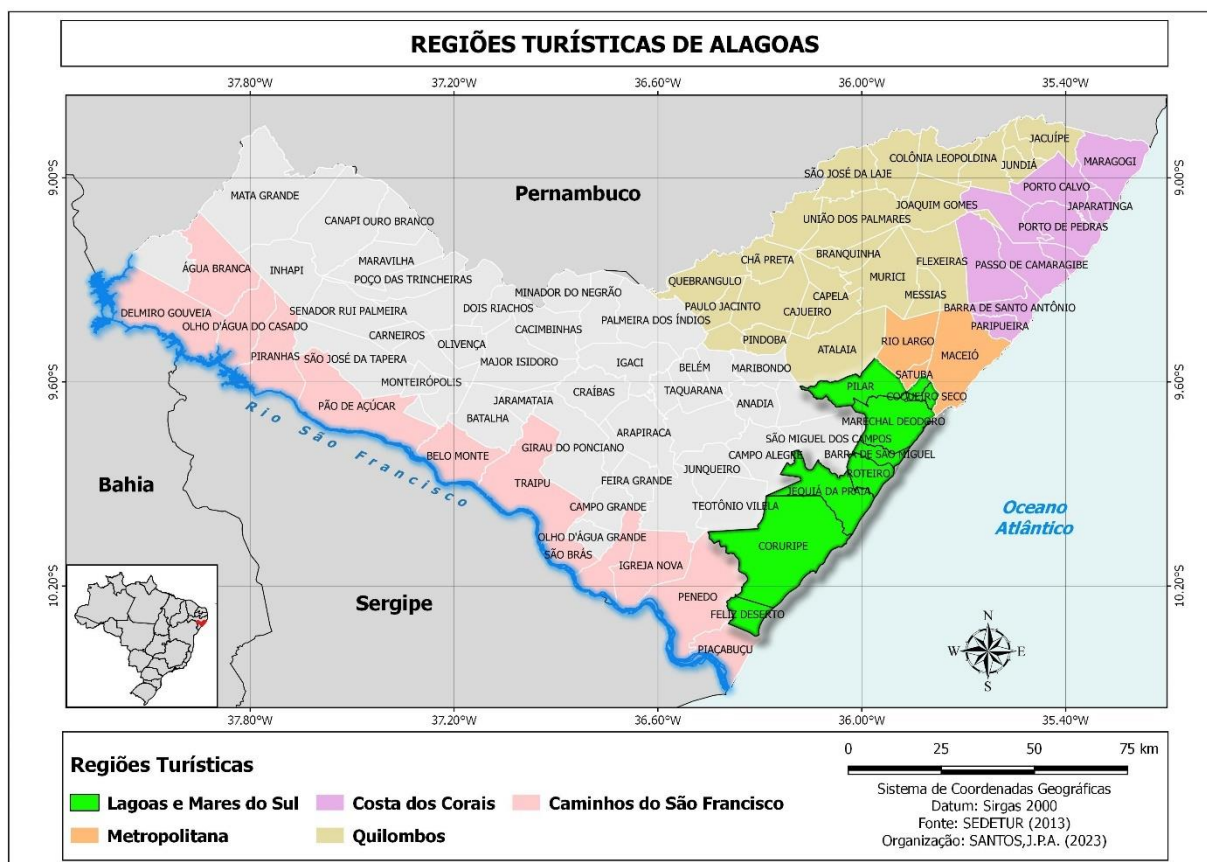 REGIÕES TURÍSTICAS DE ALAGOAS
37.80°W
37.20°W
36.60°W
36.00°W
35.40°W
9.00°S
9.00°S
9.60°S
9.60°S
10.20°S
10.20°S
JACUÍPE
COLÔNIA LEOPOLDINA
JUNDIÁ
MARAGOGI
SÃO JOSÉ DA LAJE
PORTO CALVO
MATA GRANDE
Pernambuco
JOAQUIM GOMES
JAPARATINGA
CANAPI
OURO BRANCO
UNIÃO DOS PALMARES
PORTO DE PEDRAS
MARAVILHA
CHÃ PRETA
BRANQUINHA
FLEXEIRAS
PASSO DE CAMARAGIBE
ÁGUA BRANCA
INHAPI
POÇO DAS TRINCHEIRAS
QUEBRANGULO
MURICI
MINADOR DO NEGRÃO
CAPELA
MESSIAS
DELMIRO GOUVEIA
SENADOR RUI PALMEIRA
DOIS RIACHOS
PAULO JACINTO
CAJUEIRO
BARRA DE SANTO ANTÔNIO
OLHO D'ÁGUA DO CASADO
CARNEIROS
CACIMBINHAS
PALMEIRA DOS ÍNDIOS
PARIPUEIRA
OLIVENÇA
PINDOBA
ATALAIA
RIO LARGO
MACEIÓ
PIRANHAS
SÃO JOSÉ DA TAPERA
MAJOR ISIDORO
IGACI
BELÉM
MARIBONDO
SATUBA
MONTEIRÓPOLIS
CRAÍBAS
TAQUARANA
PILAR
COQUEIRO SECO
PÃO DE AÇÚCAR
JARAMATAIA
ANADIA
BATALHA
MARECHAL DEODORO
ARAPIRACA
SÃO MIGUEL DOS CAMPOS
BELO MONTE
GIRAU DO PONCIANO
CAMPO ALEGRE
BARRA DE SÃO MIGUEL
JUNQUEIRO
ROTEIRO
TRAIPU
FEIRA GRANDE
JEQUIÁ DA PRAIA
CAMPO GRANDE
TEOTÔNIO VILELA
OLHO D'ÁGUA GRANDE
CORURIPE
SÃO BRÁS
IGREJA NOVA
PENEDO
FELIZ DESERTO
PIAÇABUÇU
Rio São Francisco
Bahia
Sergipe
Oceano
Atlântico
N
W
E
S
37.80°W
37.20°W
36.60°W
36.00°W
35.40°W
Regiões Turísticas
Lagoas e Mares do Sul
Costa dos Corais
Caminhos do São Francisco
Metropolitana
Quilombos
0 25 50 75 km
Sistema de Coordenadas Geográficas
Datum: Sirgas 2000
Fonte: SEDETUR (2013)
Organização: SANTOS,J.P.A. (2023)